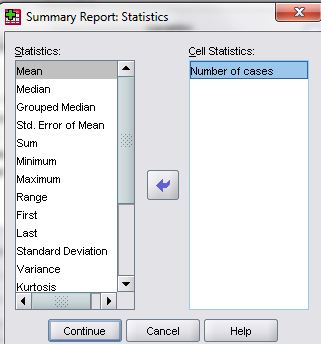 Summary Report: Statistics
Statistics:
Cell Statistics:
Mean
Median
Grouped Median
Std. Error of Mean
Sum
Minimum
Maximum
Range
First
Last
Standard Deviation
Variance
Kurtosis
Number of cases
Continue
Cancel
Help